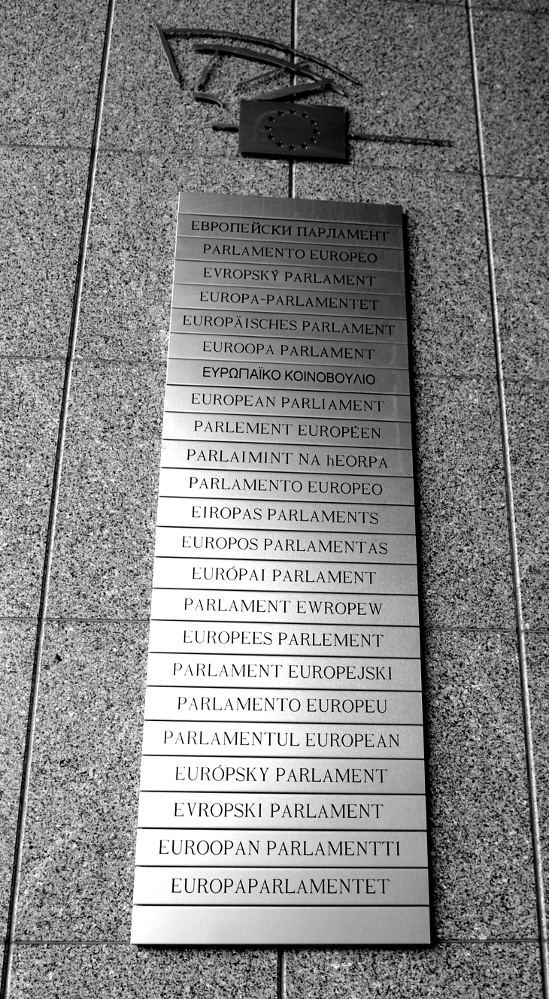 ЕВРОПЕЙСКИ ПАРЛАМЕНТ
PARLAMENTO EUROPEO
EVROPSKÝ PARLAMENT
EUROPA-PARLAMENTET
EUROPÄISCHES PARLAMENT
EUROOPA PARLAMENT
ΕΥΡΩΠΑΪΚΟ ΚΟΙΝΟΒΟΥΛΙΟ
EUROPEAN PARLIAMENT
PARLEMENT EUROPÉEN
PARLAIMINT NA hEORPA
PARLAMENTO EUROPEO
EIROPAS PARLAMENTS
EUROPOS PARLAMENTAS
EURÓPAI PARLAMENT
PARLAMENT EWROPEW
EUROPEES PARLEMENT
PARLAMENT EUROPEJSKI
PARLAMENTO EUROPEU
PARLAMENTUL EUROPEAN
EURÓPSKY PARLAMENT
EVROPSKI PARLAMENT
EUROOPAN PARLAMENTTI
EUROPAPARLAMENTET